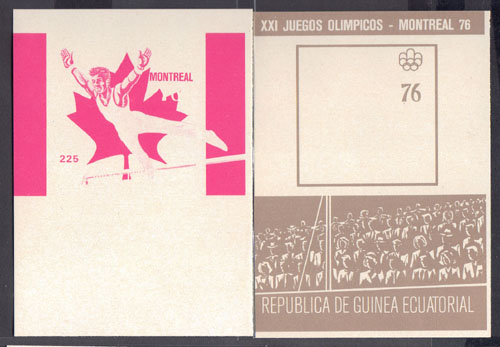 MONTREAL
225
XXI JUEGOS OLIMPICOS - MONTREAL 76
76
REPUBLICA DE GUINEA ECUATORIAL